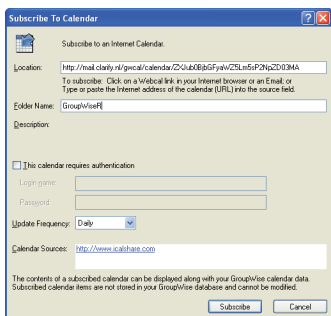 Subscribe To Calendar
Subscribe to an Internet Calendar.
Location: http://mail.clarify.nl/gwcal/calendar/ZXJub0BjbGFyaWZ5Lm5sP2NpZD03MA
To subscribe: Click on a Webcal link in your Internet browser or an Email; or
Type or paste the Internet address of the calendar (URL) into the source field.
Folder Name: GroupWiseR
Description:
This calendar requires authentication
Login name:
Password:
Update Frequency: Daily
Calendar Sources: http://www.icalshare.com
The contents of a subscribed calendar can be displayed along with your GroupWise calendar data.
Subscribed calendar items are not stored in your GroupWise database and cannot be modified.
Subscribe Cancel